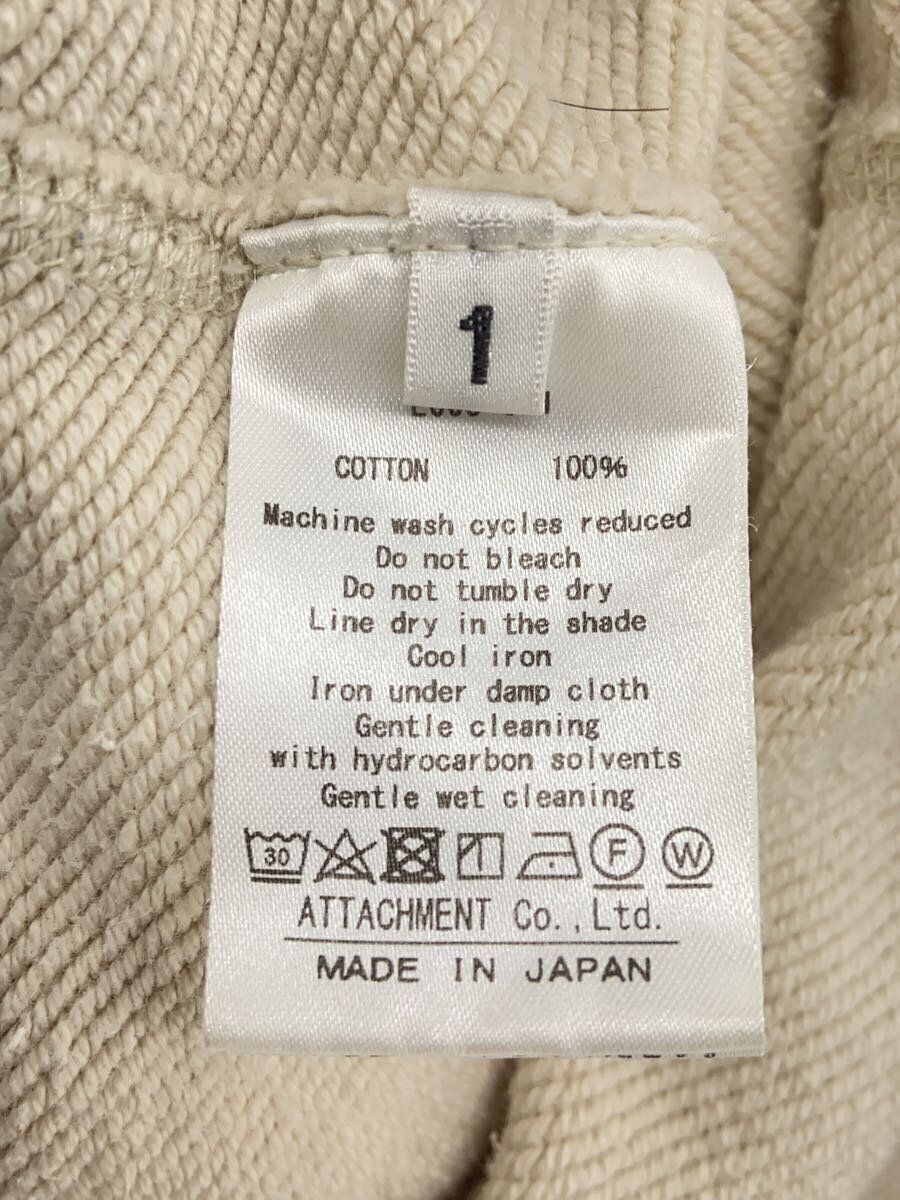 1
COTTON 100%
Machine wash cycles reduced
Do not bleach
Do not tumble dry
Line dry in the shade
Cool iron
Iron under damp cloth
Gentle cleaning
with hydrocarbon solvents
Gentle wet cleaning
30 F W
ATTACHMENT Co.,Ltd.
MADE IN JAPAN